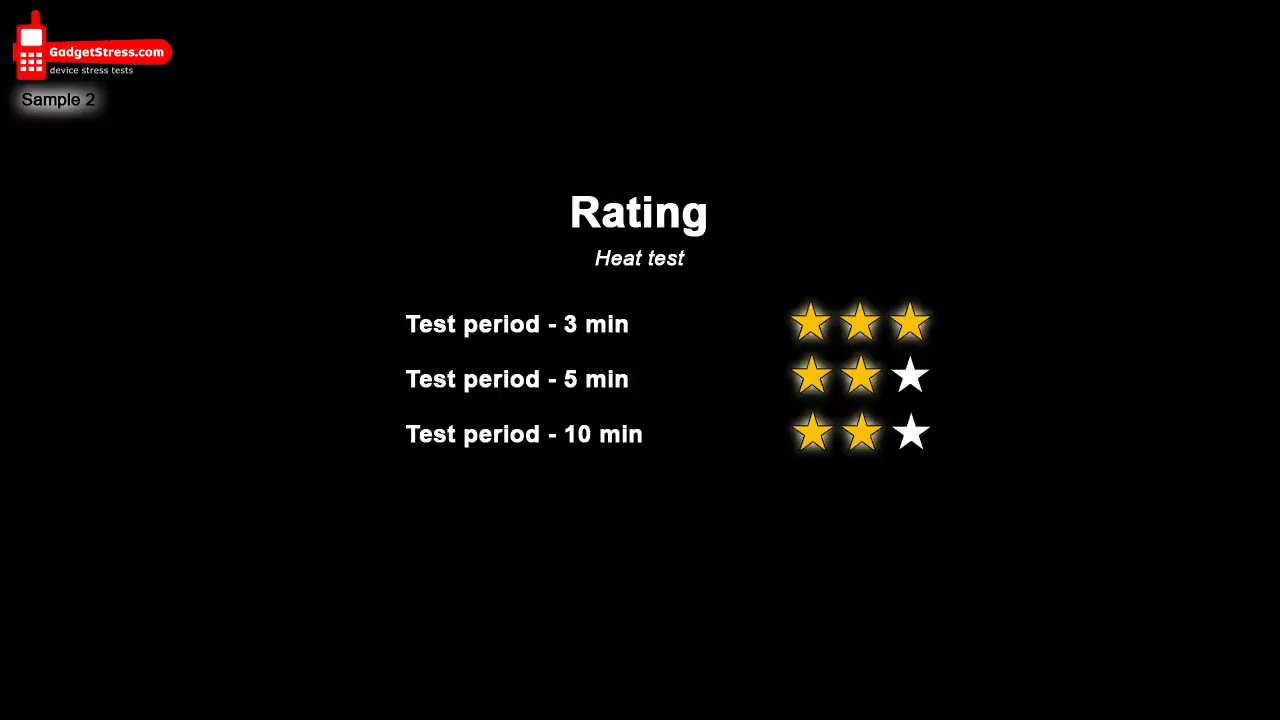 GadgetStress.com
device stress tests
Sample 2
Rating
Heat test
Test period - 3 min
Test period - 5 min
Test period - 10 min